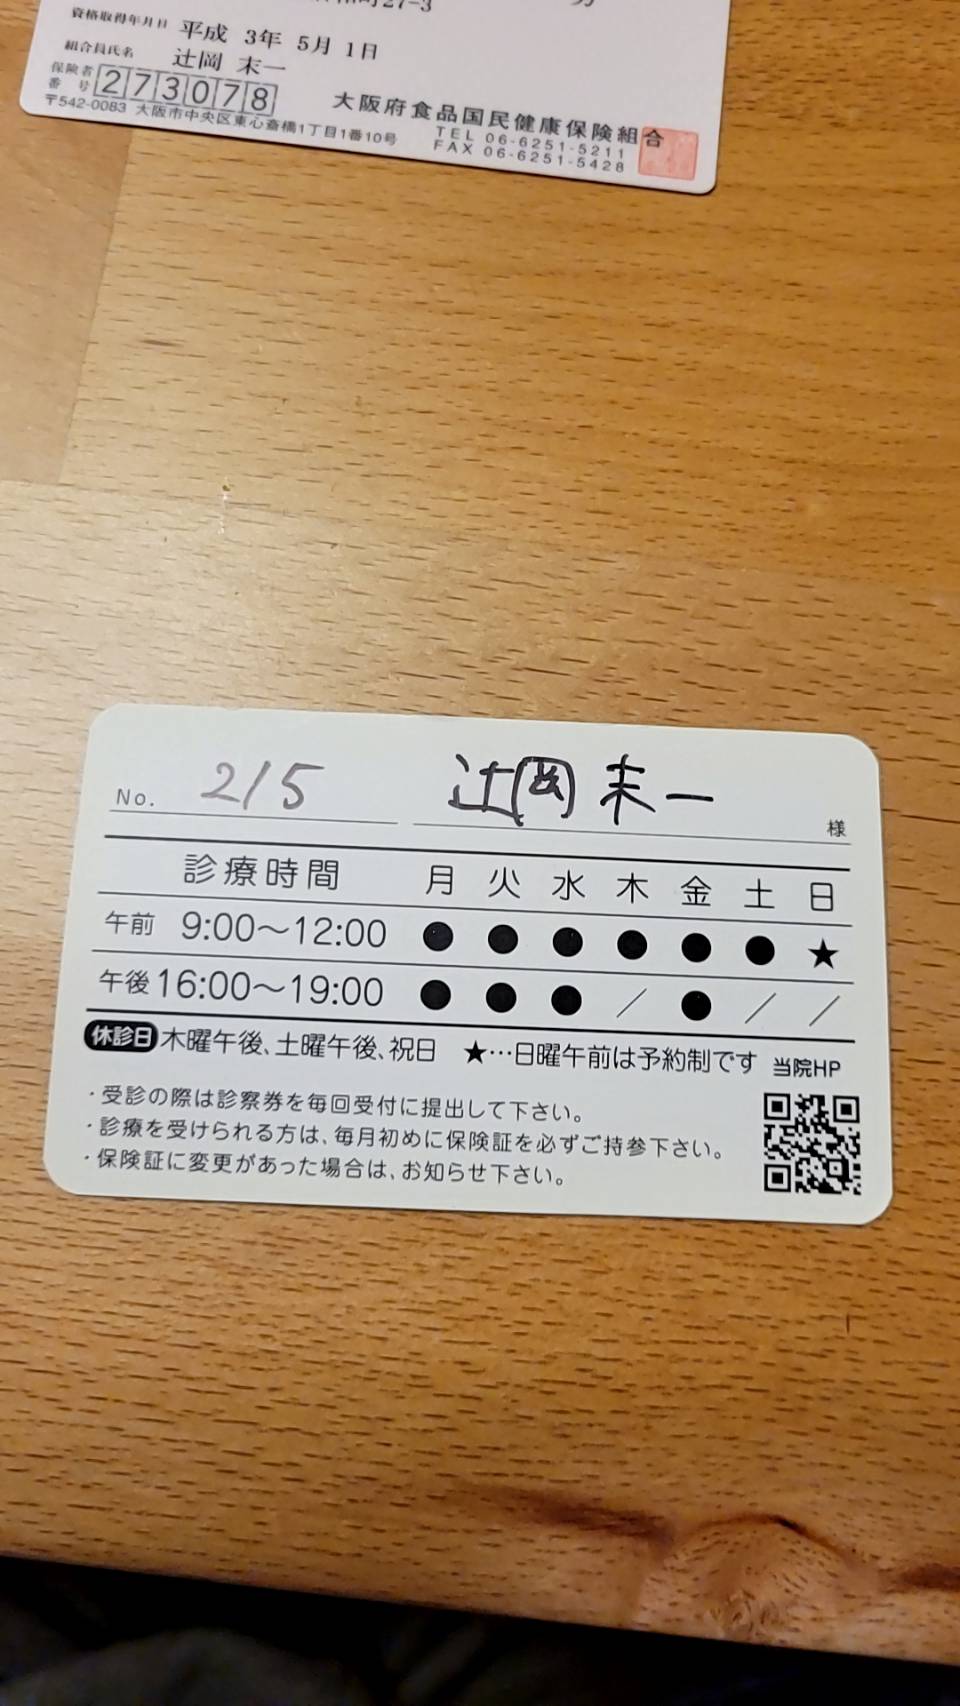 町27-3
資格取得年月日 平成 3年 5月 1日
組合員氏名 辻岡 末一
保険者番号 273078
大阪府食品国民健康保険組合
〒542-0083 大阪市中央区東心斎橋1丁目1番10号
TEL 06-6251-5211
FAX 06-6251-5428
No. 215 辻岡 末一 様
診療時間 月 火 水 木 金 土 日
午前 9:00〜12:00 ● ● ● ● ● ● ★
午後 16:00〜19:00 ● ● ● ／ ● ／ ／
休診日 木曜午後、土曜午後、祝日 ★…日曜午前は予約制です
当院HP
・受診の際は診察券を毎回受付に提出して下さい。
・診療を受けられる方は、毎月初めに保険証を必ずご持参下さい。
・保険証に変更があった場合は、お知らせ下さい。